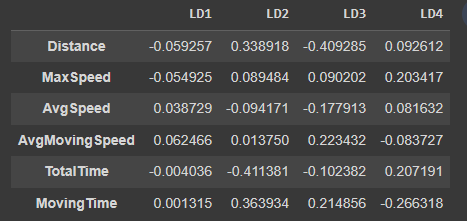 LD1 LD2 LD3 LD4
Distance -0.059257 0.338918 -0.409285 0.092612
MaxSpeed -0.054925 0.089484 0.090202 0.203417
AvgSpeed 0.038729 -0.094171 -0.177913 0.081632
AvgMovingSpeed 0.062466 0.013750 0.223432 -0.083727
TotalTime -0.004036 -0.411381 -0.102382 0.207191
MovingTime 0.001315 0.363934 0.214856 -0.266318